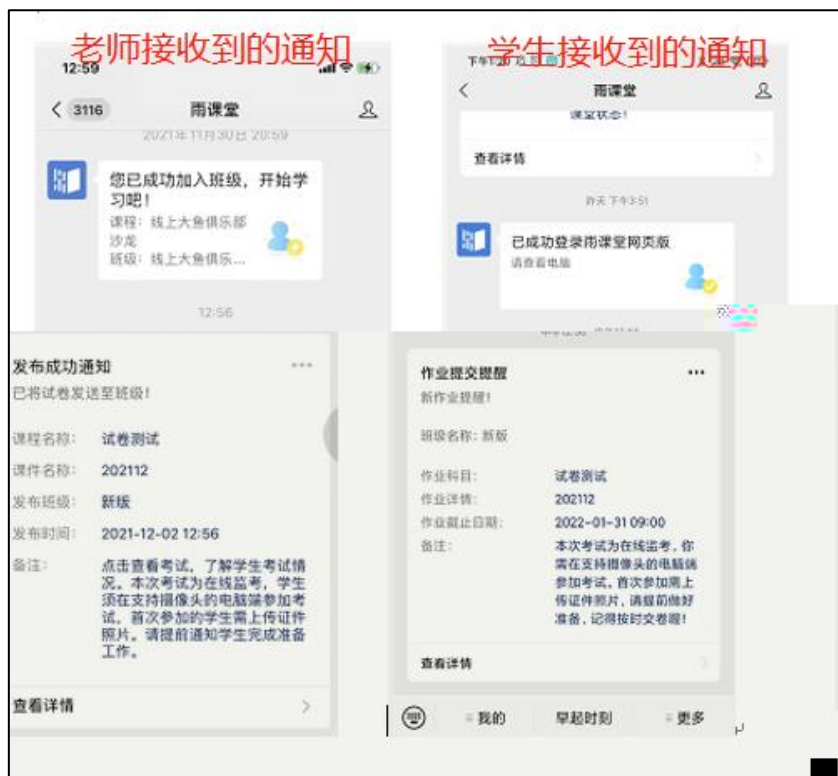 老师接收到的通知
12:59
3116
雨课堂
2021年11月30日 20:59
您已成功加入班级，开始学
习吧！
课程：线上大鱼俱乐部
沙龙
班级：线上大鱼俱乐...
12:56
发布成功通知
已将试卷发送至班级！
课程名称： 试卷测试
课件名称： 202112
发布班级： 新版
发布时间： 2021-12-02 12:56
备注： 点击查看考试，了解学生考试情
况。本次考试为在线监考，学生
须在支持摄像头的电脑端参加考
试，首次参加的学生需上传证件
照片。请提前通知学生完成准备
工作。
查看详情
学生接收到的通知
雨课堂
课堂状态！
查看详情
昨天 下午3:51
已成功登录雨课堂网页版
请查看电脑
作业提交提醒
新作业提醒！
班级名称：新版
作业科目： 试卷测试
作业详情： 202112
作业截止日期： 2022-01-31 09:00
备注： 本次考试为在线监考，你
需在支持摄像头的电脑端
参加考试，首次参加需上
传证件照片，请提前做好
准备，记得按时交卷喔！
查看详情
我的 早起时刻 更多